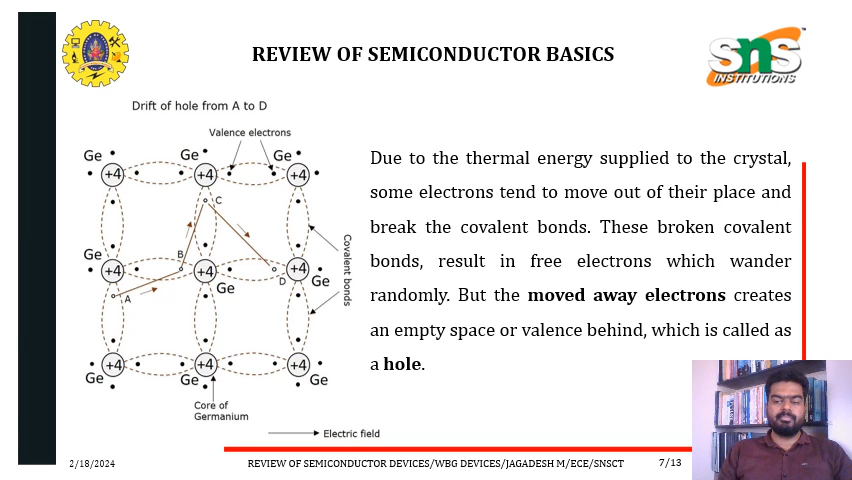 REVIEW OF SEMICONDUCTOR BASICS
SNS
INSTITUTIONS
Drift of hole from A to D
Valence electrons
Ge Ge Ge
+4 +4 +4
C
Ge B
+4 +4 +4
A Ge D Ge
Covalent bonds
+4 +4 +4
Ge Ge Ge
Core of
Germanium
Electric field
Due to the thermal energy supplied to the crystal,
some electrons tend to move out of their place and
break the covalent bonds. These broken covalent
bonds, result in free electrons which wander
randomly. But the moved away electrons creates
an empty space or valence behind, which is called as
a hole.
2/18/2024
REVIEW OF SEMICONDUCTOR DEVICES/WBG DEVICES/JAGADESH M/ECE/SNSCT
7/13